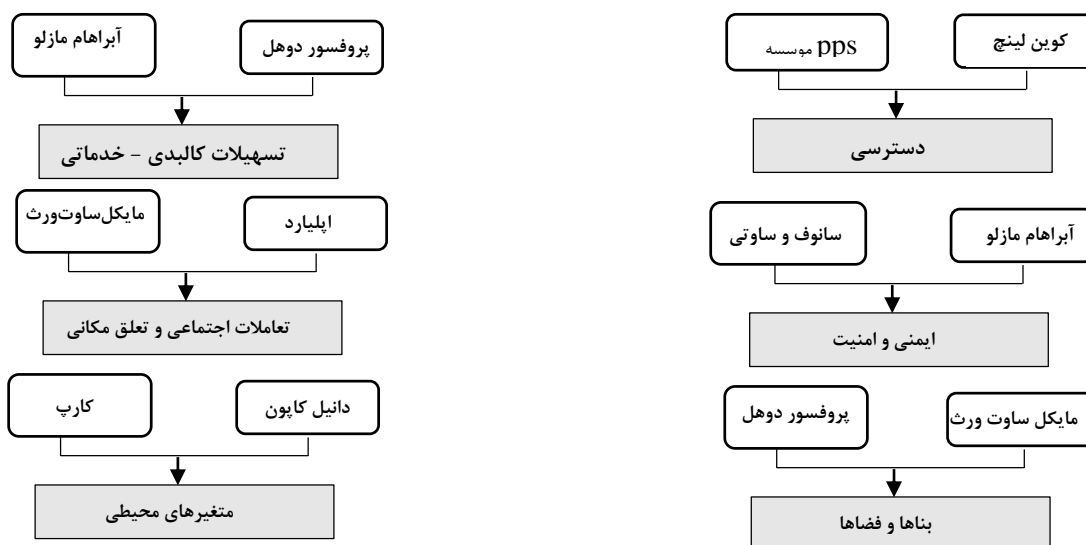 کوین لینچ
موسسه pps
دسترسی
آبراهام مازلو
سانوف و ساوتی
ایمنی و امنیت
مایکل ساوت ورث
پروفسور دوهل
بناها و فضاها
پروفسور دوهل
آبراهام مازلو
تسهیلات کالبدی - خدماتی
اپلیارد
مایکل‌ساوت‌ورث
تعاملات اجتماعی و تعلق مکانی
دانیل کاپون
کارپ
متغیرهای محیطی